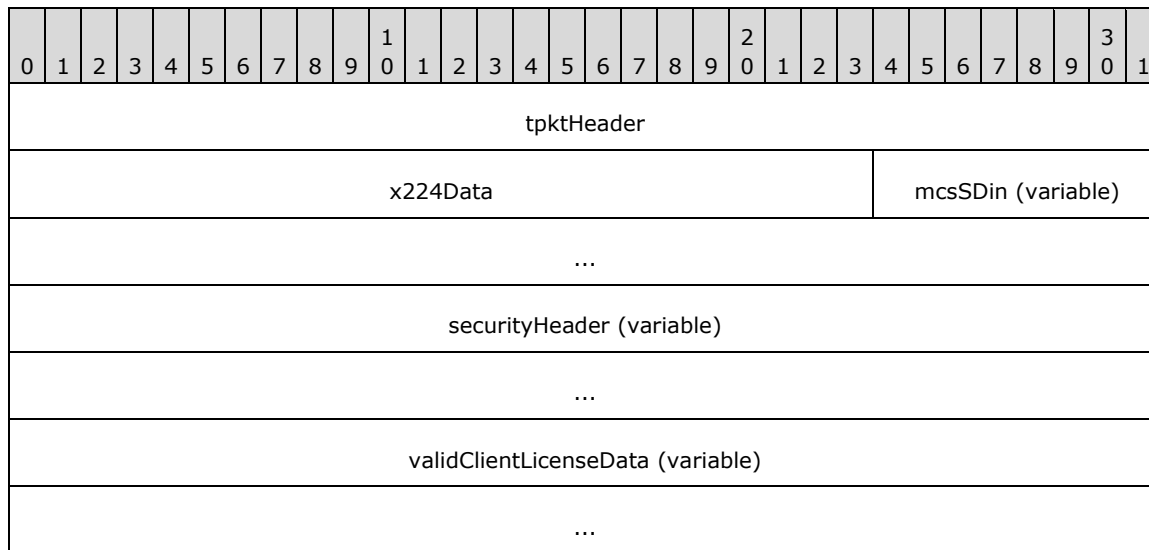 1 2 3
0 1 2 3 4 5 6 7 8 9 0 1 2 3 4 5 6 7 8 9 0 1 2 3 4 5 6 7 8 9 0 1
tpktHeader
x224Data mcsSDin (variable)
...
securityHeader (variable)
...
validClientLicenseData (variable)
...